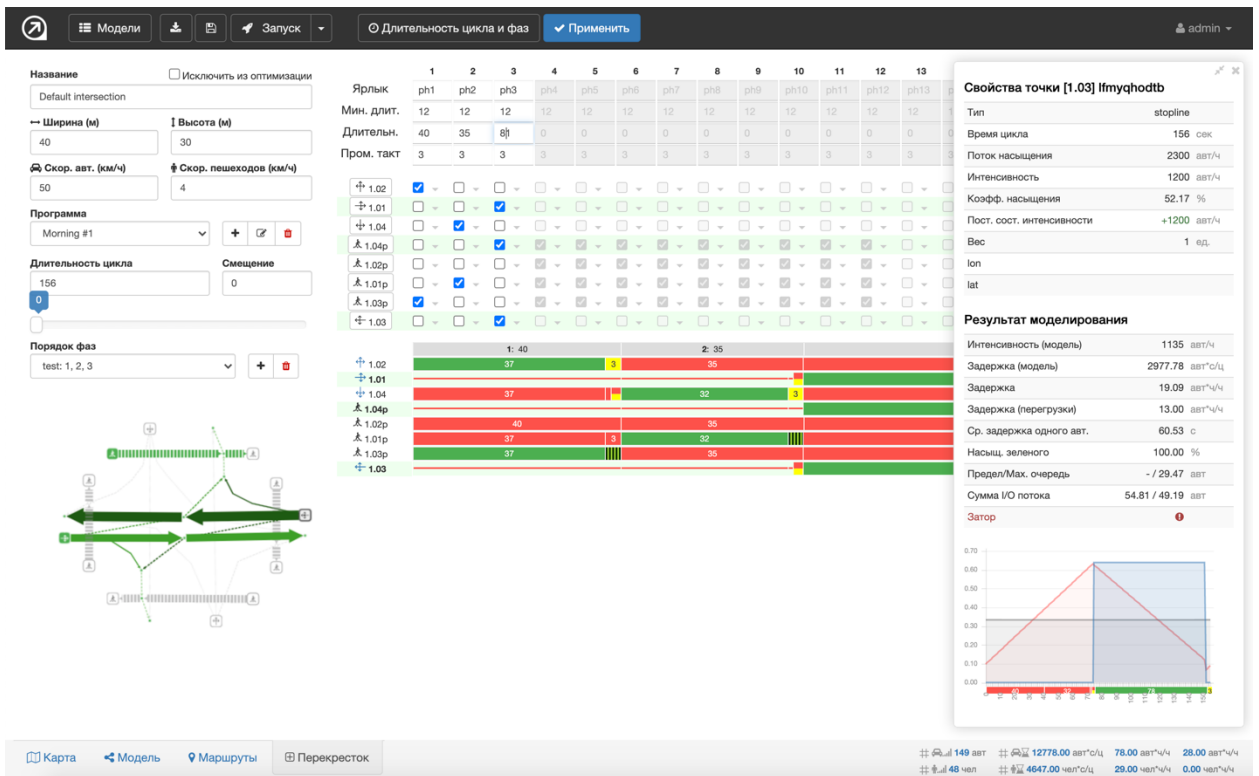 Модели Запуск Длительность цикла и фаз Применить admin
Название Исключить из оптимизации
Default intersection
Ширина (м) Высота (м)
40 30
Скор. авт. (км/ч) Скор. пешеходов (км/ч)
50 4
Программа
Morning #1
Длительность цикла Смещение
156 0
0
Порядок фаз
test: 1, 2, 3
1 2 3 4 5 6 7 8 9 10 11 12 13
Ярлык ph1 ph2 ph3 ph4 ph5 ph6 ph7 ph8 ph9 ph10 ph11 ph12 ph13
Мин. длит. 12 12 12 12 12 12 12 12 12 12 12 12 12
Длительн. 40 35 81 0 0 0 0 0 0 0 0 0 0
Пром. такт 3 3 3 3 3 3 3 3 3 3 3 3 3
1.02
1.01
1.04
1.04p
1.02p
1.01p
1.03p
1.03
1: 40 2: 35
1.02 37 3 35
1.01
1.04 37 32 3
1.04p
1.02p 40 35
1.01p 37 3 32
1.03p 37 35
1.03
Свойства точки [1.03] lfmyqhodtb
Тип stopline
Время цикла 156 сек
Поток насыщения 2300 авт/ч
Интенсивность 1200 авт/ч
Коэфф. насыщения 52.17 %
Пост. сост. интенсивности +1200 авт/ч
Вес 1 ед.
lon
lat
Результат моделирования
Интенсивность (модель) 1135 авт/ч
Задержка (модель) 2977.78 авт*с/ц
Задержка 19.09 авт*ч/ч
Задержка (перегрузки) 13.00 авт*ч/ч
Ср. задержка одного авт. 60.53 с
Насыщ. зеленого 100.00 %
Предел/Мах. очередь - / 29.47 авт
Сумма I/O потока 54.81 / 49.19 авт
Затор
0.70
0.60
0.50
0.40
0.30
0.20
0.10
0.00
40 32 78 3
Карта Модель Маршруты Перекресток
149 авт 12778.00 авт*с/ц 78.00 авт*ч/ч 28.00 авт*ч/ч
48 чел 4647.00 чел*с/ц 29.00 чел*ч/ч 0.00 чел*ч/ч